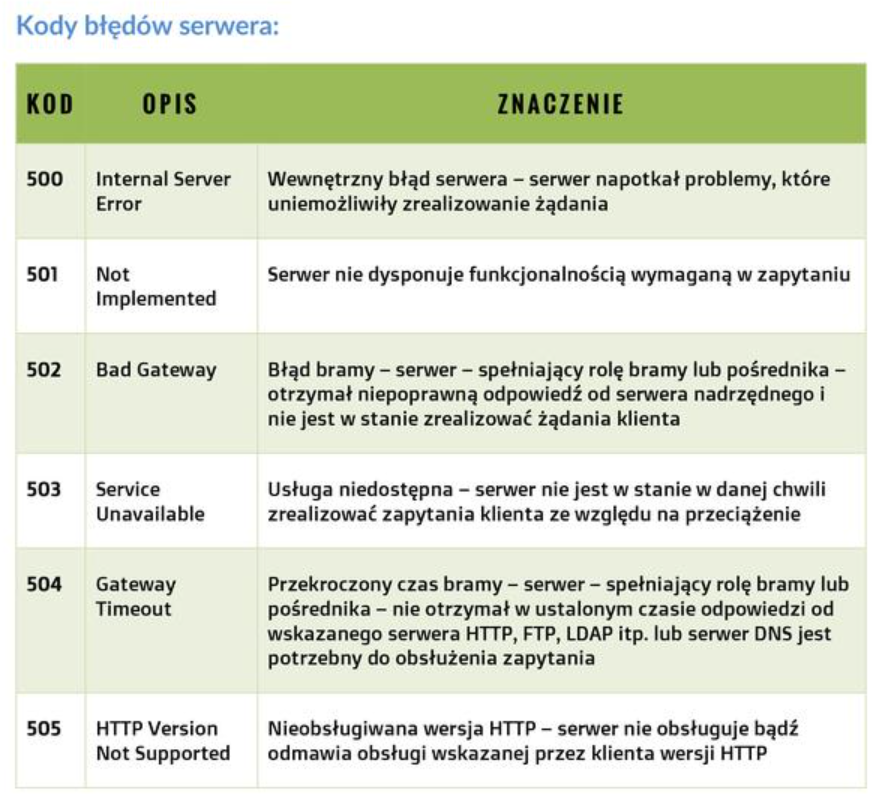 Kody błędów serwera:
KOD OPIS ZNACZENIE
500 Internal Server Wewnętrzny błąd serwera – serwer napotkał problemy, które
Error uniemożliwiły zrealizowanie żądania
501 Not Serwer nie dysponuje funkcjonalnością wymaganą w zapytaniu
Implemented
502 Bad Gateway Błąd bramy – serwer – spełniający rolę bramy lub pośrednika –
otrzymał niepoprawną odpowiedź od serwera nadrzędnego i
nie jest w stanie zrealizować żądania klienta
503 Service Usługa niedostępna – serwer nie jest w stanie w danej chwili
Unavailable zrealizować zapytania klienta ze względu na przeciążenie
504 Gateway Przekroczony czas bramy – serwer – spełniający rolę bramy lub
Timeout pośrednika – nie otrzymał w ustalonym czasie odpowiedzi od
wskazanego serwera HTTP, FTP, LDAP itp. lub serwer DNS jest
potrzebny do obsłużenia zapytania
505 HTTP Version Nieobsługiwana wersja HTTP – serwer nie obsługuje bądź
Not Supported odmawia obsługi wskazanej przez klienta wersji HTTP